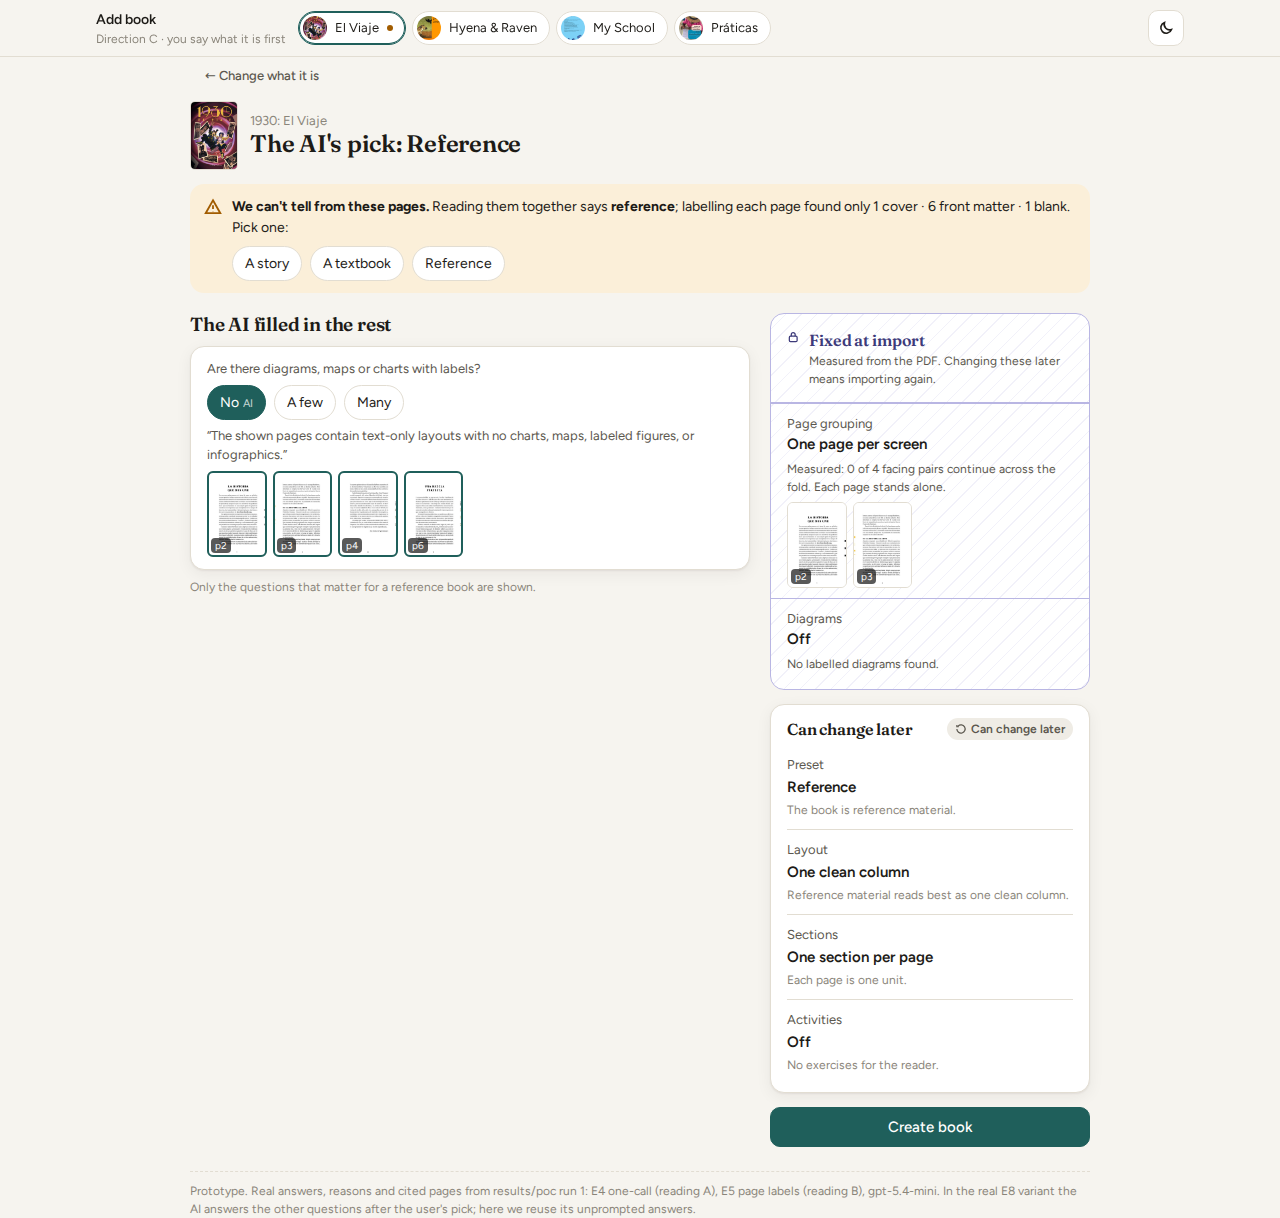 Add book
Direction C · you say what it is first
El Viaje
Hyena & Raven
My School
Práticas
← Change what it is
1930
1930: El Viaje
The AI's pick: Reference
We can't tell from these pages. Reading them together says reference; labelling each page found only 1 cover · 6 front matter · 1 blank.
Pick one:
A story
A textbook
Reference
The AI filled in the rest
Are there diagrams, maps or charts with labels?
No AI
A few
Many
“The shown pages contain text-only layouts with no charts, maps, labeled figures, or
infographics.”
p2
p3
p4
p6
Only the questions that matter for a reference book are shown.
Fixed at import
Measured from the PDF. Changing these later
means importing again.
Page grouping
One page per screen
Measured: 0 of 4 facing pairs continue across the
fold. Each page stands alone.
p2
p3
Diagrams
Off
No labelled diagrams found.
Can change later
Can change later
Preset
Reference
The book is reference material.
Layout
One clean column
Reference material reads best as one clean column.
Sections
One section per page
Each page is one unit.
Activities
Off
No exercises for the reader.
Create book
Prototype. Real answers, reasons and cited pages from results/poc run 1: E4 one-call (reading A), E5 page labels (reading B), gpt-5.4-mini. In the real E8 variant the
AI answers the other questions after the user's pick; here we reuse its unprompted answers.